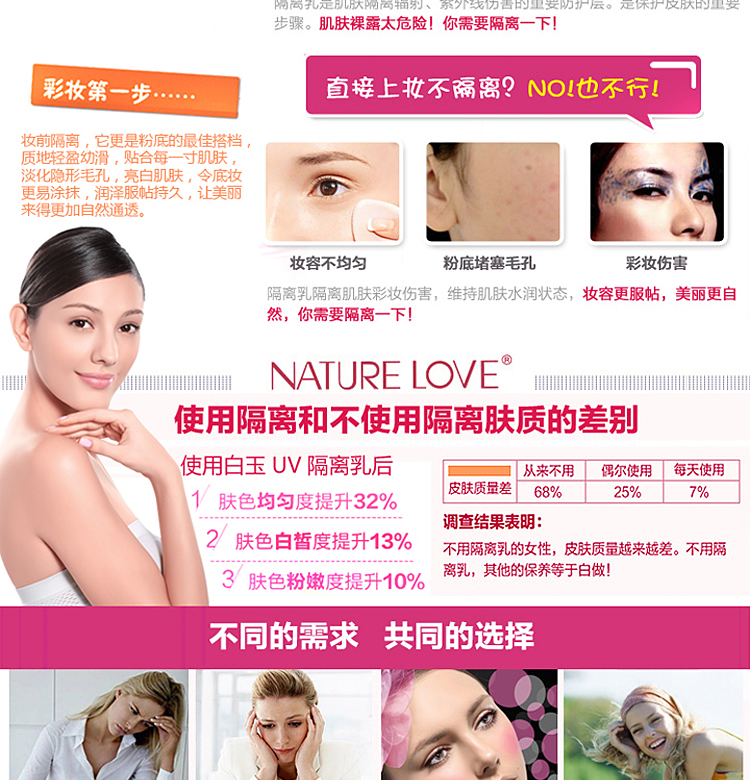 隔离乳是肌肤隔离辐射、紫外线伤害的重要防护层。是保护皮肤的重要
步骤。肌肤裸露太危险！你需要隔离一下！
彩妆第一步……
直接上妆不隔离？NO!也不行!
妆前隔离，它更是粉底的最佳搭档，
质地轻盈幼滑，贴合每一寸肌肤，
淡化隐形毛孔，亮白肌肤，令底妆
更易涂抹，润泽服帖持久，让美丽
来得更加自然通透。
妆容不均匀
粉底堵塞毛孔
彩妆伤害
隔离乳隔离肌肤彩妆伤害，维持肌肤水润状态，妆容更服帖，美丽更自
然，你需要隔离一下！
NATURE LOVE®
使用隔离和不使用隔离肤质的差别
使用白玉 UV 隔离乳后
1/ 肤色均匀度提升32%
2/ 肤色白皙度提升13%
3/ 肤色粉嫩度提升10%
从来不用 偶尔使用 每天使用
皮肤质量差 68% 25% 7%
调查结果表明：
不用隔离乳的女性，皮肤质量越来越差。不用隔
离乳，其他的保养等于白做！
不同的需求 共同的选择